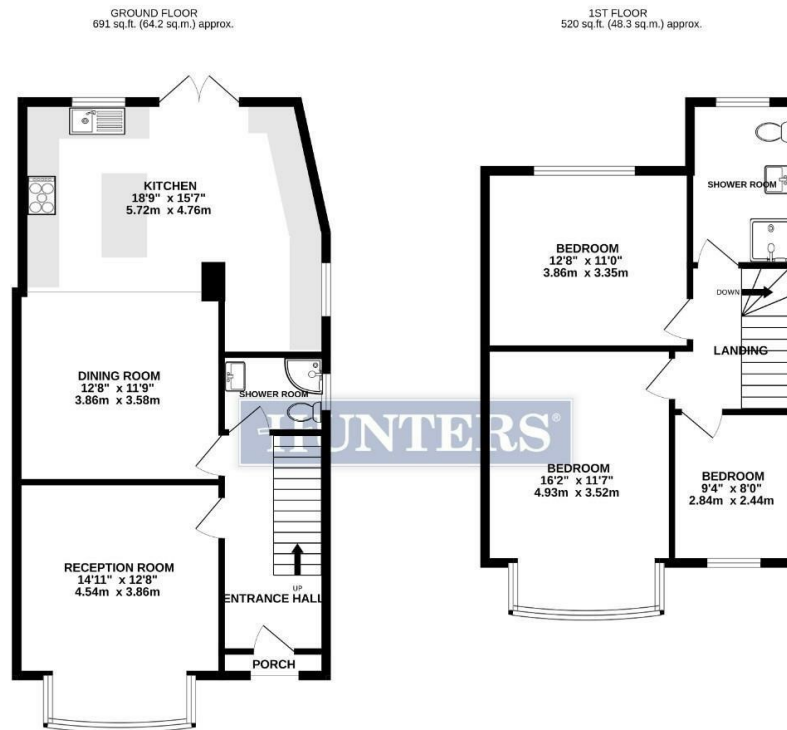 GROUND FLOOR
691 sq.ft. (64.2 sq.m.) approx.
KITCHEN
18'9" x 15'7"
5.72m x 4.76m
DINING ROOM
12'8" x 11'9"
3.86m x 3.58m
SHOWER ROOM
RECEPTION ROOM
14'11" x 12'8"
4.54m x 3.86m
UP
ENTRANCE HALL
PORCH
HUNTERS®
1ST FLOOR
520 sq.ft. (48.3 sq.m.) approx.
SHOWER ROOM
BEDROOM
12'8" x 11'0"
3.86m x 3.35m
DOWN
LANDING
BEDROOM
16'2" x 11'7"
4.93m x 3.52m
BEDROOM
9'4" x 8'0"
2.84m x 2.44m